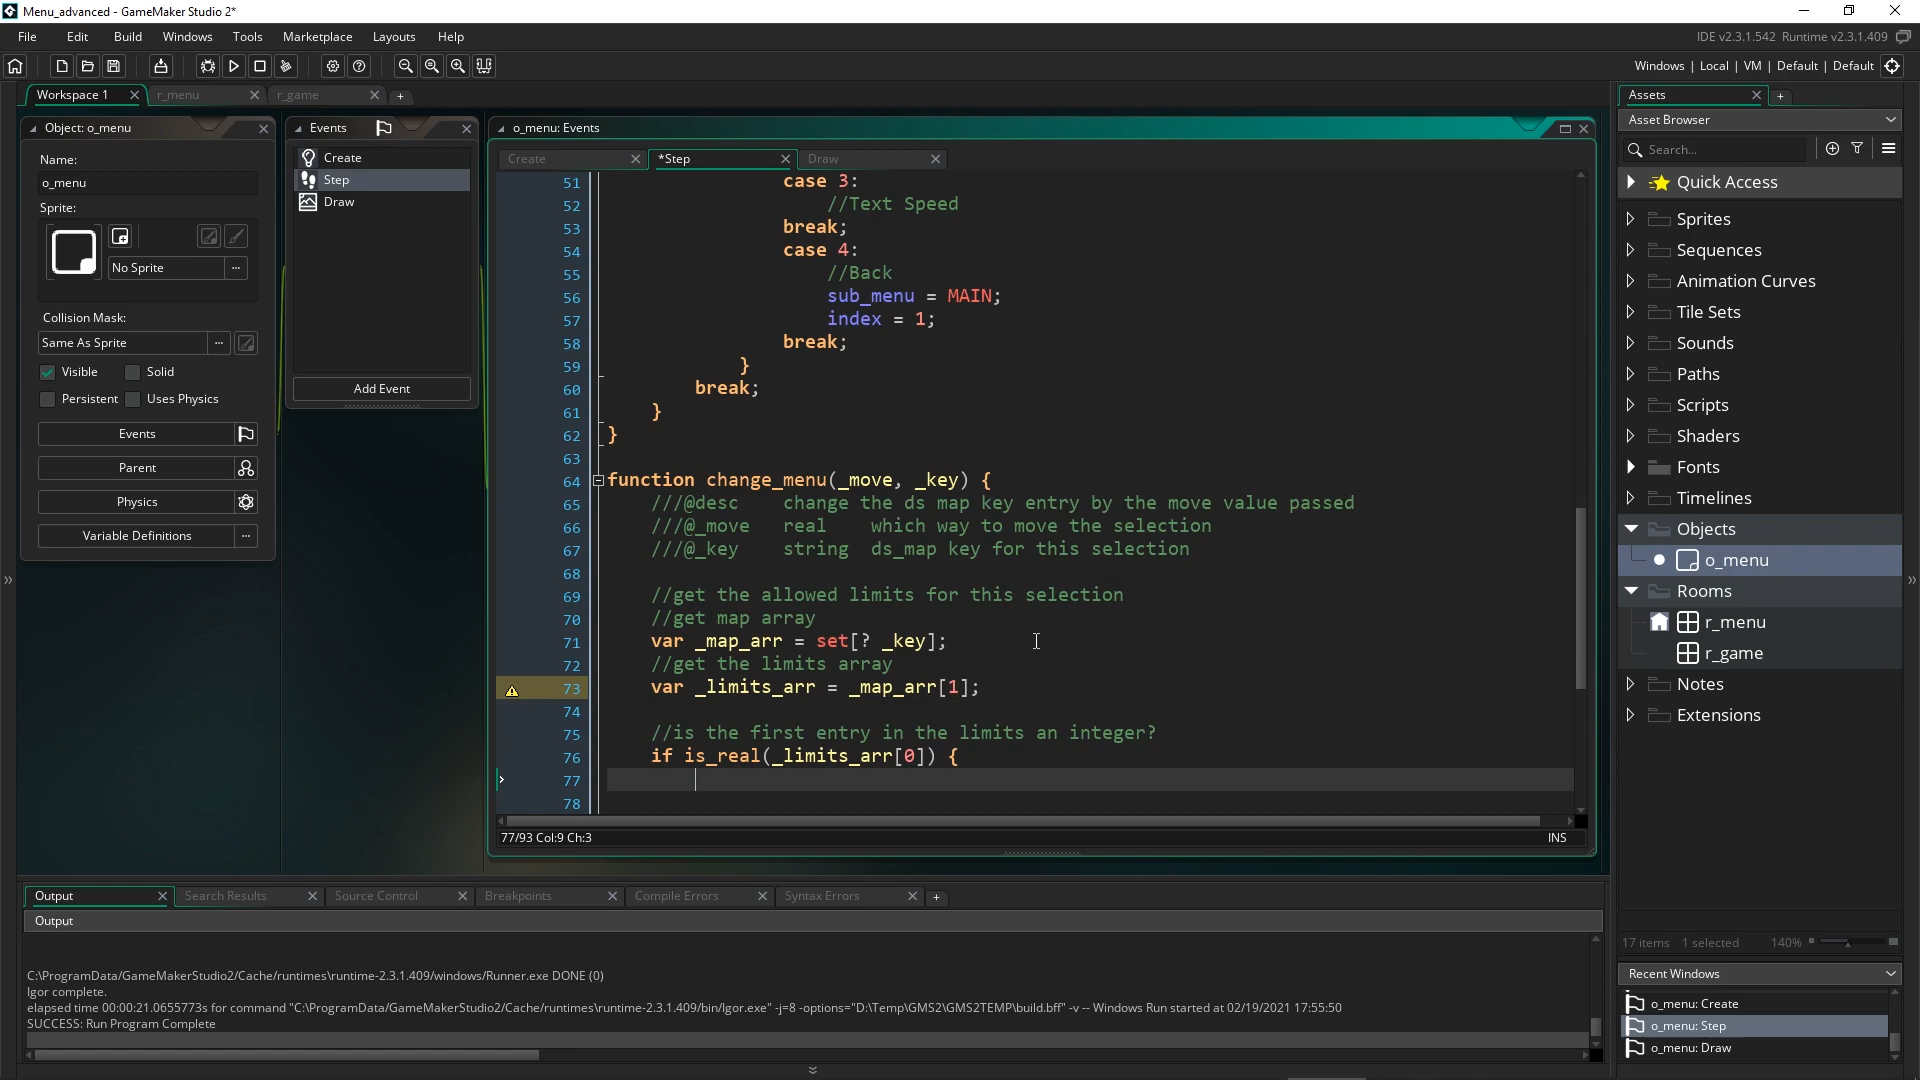 Menu_advanced - GameMaker Studio 2*
File Edit Build Windows Tools Marketplace Layouts Help
IDE v2.3.1.542 Runtime v2.3.1.409
Windows | Local | VM | Default | Default
Workspace 1
r_menu
r_game
Object: o_menu
Name:
o_menu
Sprite:
No Sprite
Collision Mask:
Same As Sprite
Visible
Solid
Persistent
Uses Physics
Events
Parent
Physics
Variable Definitions
Events
Create
Step
Draw
Add Event
o_menu: Events
Create
*Step
Draw
51 case 3:
52 //Text Speed
53 break;
54 case 4:
55 //Back
56 sub_menu = MAIN;
57 index = 1;
58 break;
59 }
60 break;
61 }
62 }
63
64 function change_menu(_move, _key) {
65 ///@desc change the ds map key entry by the move value passed
66 ///@_move real which way to move the selection
67 ///@_key string ds_map key for this selection
68
69 //get the allowed limits for this selection
70 //get map array
71 var _map_arr = set[? _key];
72 //get the limits array
73 var _limits_arr = _map_arr[1];
74
75 //is the first entry in the limits an integer?
76 if is_real(_limits_arr[0]) {
77
78
77/93 Col:9 Ch:3
INS
Assets
Asset Browser
Search...
Quick Access
Sprites
Sequences
Animation Curves
Tile Sets
Sounds
Paths
Scripts
Shaders
Fonts
Timelines
Objects
o_menu
Rooms
r_menu
r_game
Notes
Extensions
17 items 1 selected 140%
Recent Windows
o_menu: Create
o_menu: Step
o_menu: Draw
Output
Search Results
Source Control
Breakpoints
Compile Errors
Syntax Errors
Output
C:\ProgramData/GameMakerStudio2/Cache/runtimes\runtime-2.3.1.409/windows/Runner.exe DONE (0)
Igor complete.
elapsed time 00:00:21.0655773s for command "C:\ProgramData/GameMakerStudio2/Cache/runtimes\runtime-2.3.1.409/bin/Igor.exe" -j=8 -options="D:\Temp\GMS2\GMS2TEMP\build.bff" -v -- Windows Run started at 02/19/2021 17:55:50
SUCCESS: Run Program Complete